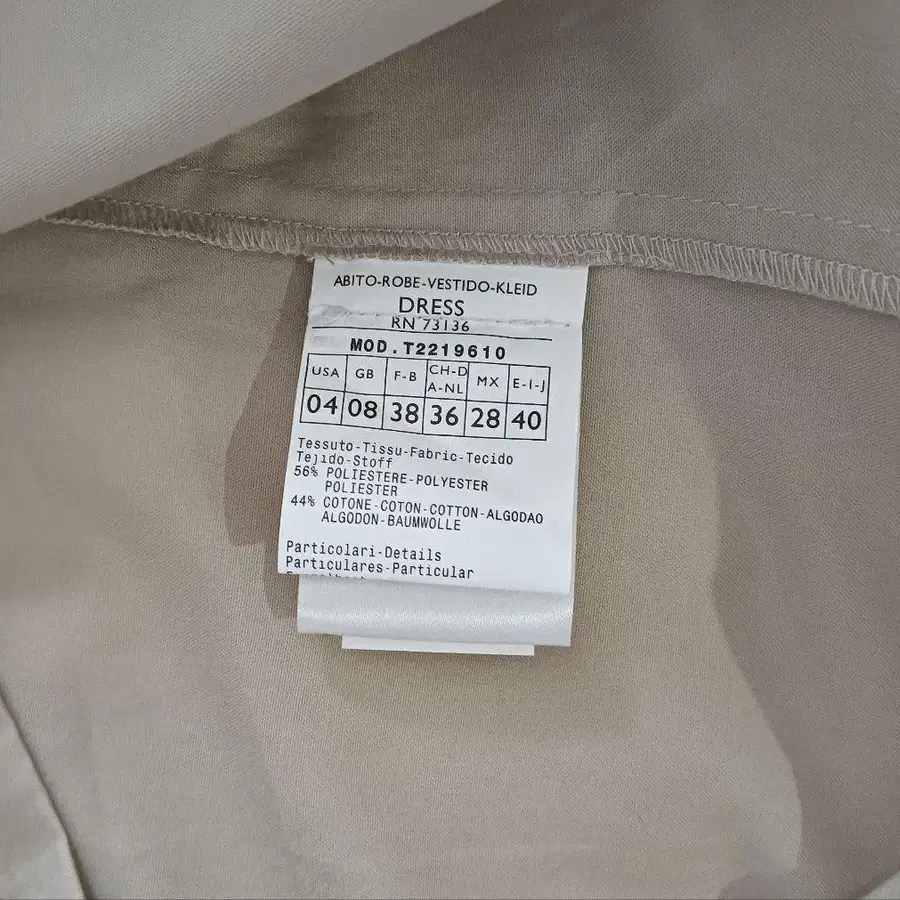 ABITO-ROBE-VESTIDO-KLEID
DRESS
RN 73136
MOD.T2219610
USA GB F-B CH-D A-NL MX E-I-J
04 08 38 36 28 40
Tessuto-Tissu-Fabric-Tecido
Tejido-Stoff
56% POLIESTERE-POLYESTER
POLIESTER
44% COTONE-COTON-COTTON-ALGODAO
ALGODON-BAUMWOLLE
Particolari-Details
Particulares-Particular